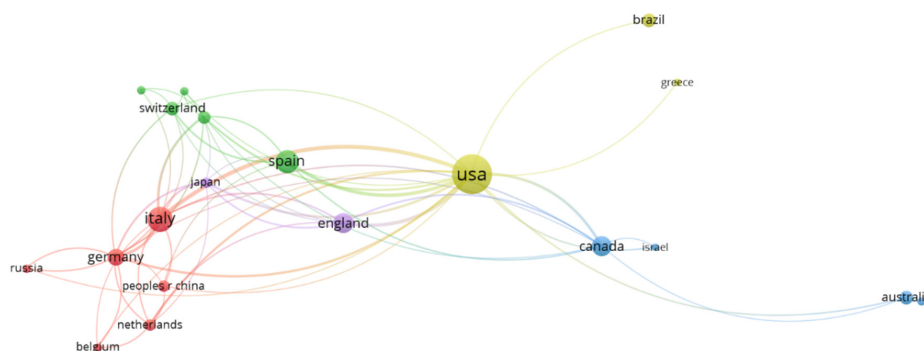 brazil
greece
switzerland
spain
usa
japan
italy
england
canada
israel
germany
russia
peoples r china
australi
netherlands
belgium